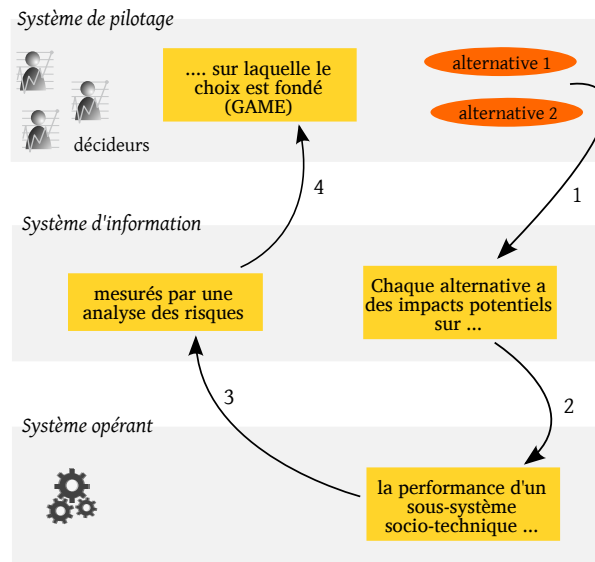 Système de pilotage
.... sur laquelle le
choix est fondé
(GAME)
alternative 1
alternative 2
décideurs
4
1
Système d'information
mesurés par une
analyse des risques
Chaque alternative a
des impacts potentiels
sur ...
3
2
Système opérant
la performance d'un
sous-système
socio-technique ...